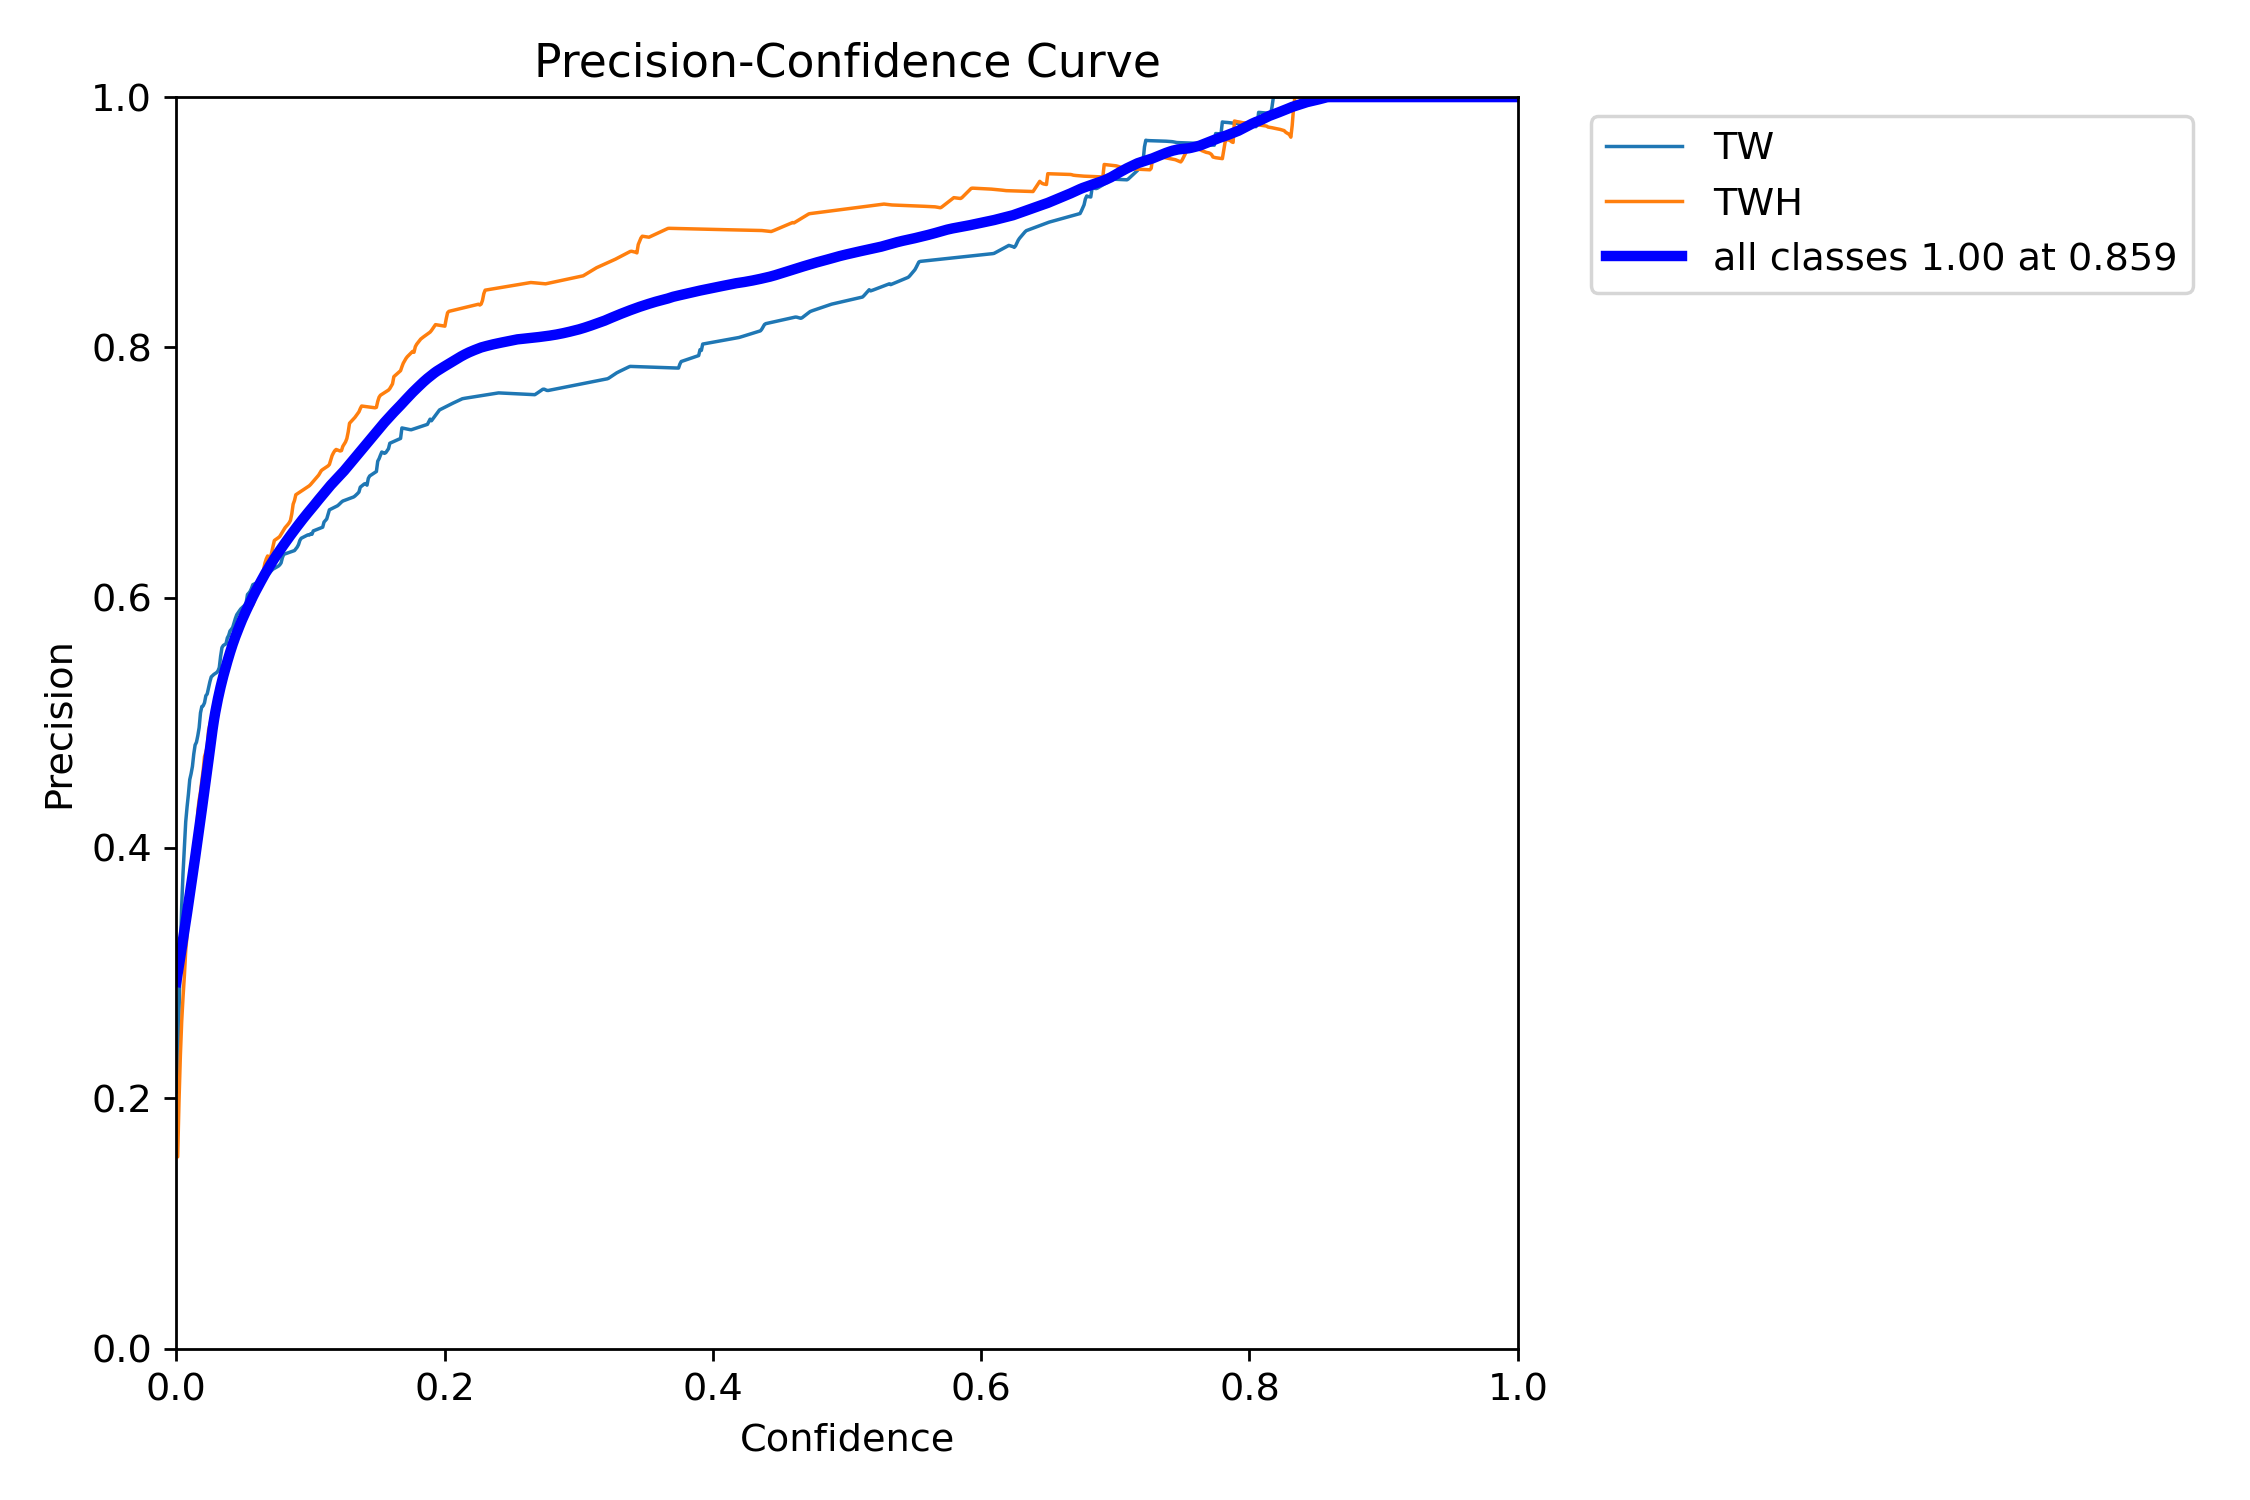 Precision-Confidence Curve
1.0
0.8
0.6
0.4
0.2
0.0
Precision
0.0 0.2 0.4 0.6 0.8 1.0
Confidence
TW
TWH
all classes 1.00 at 0.859